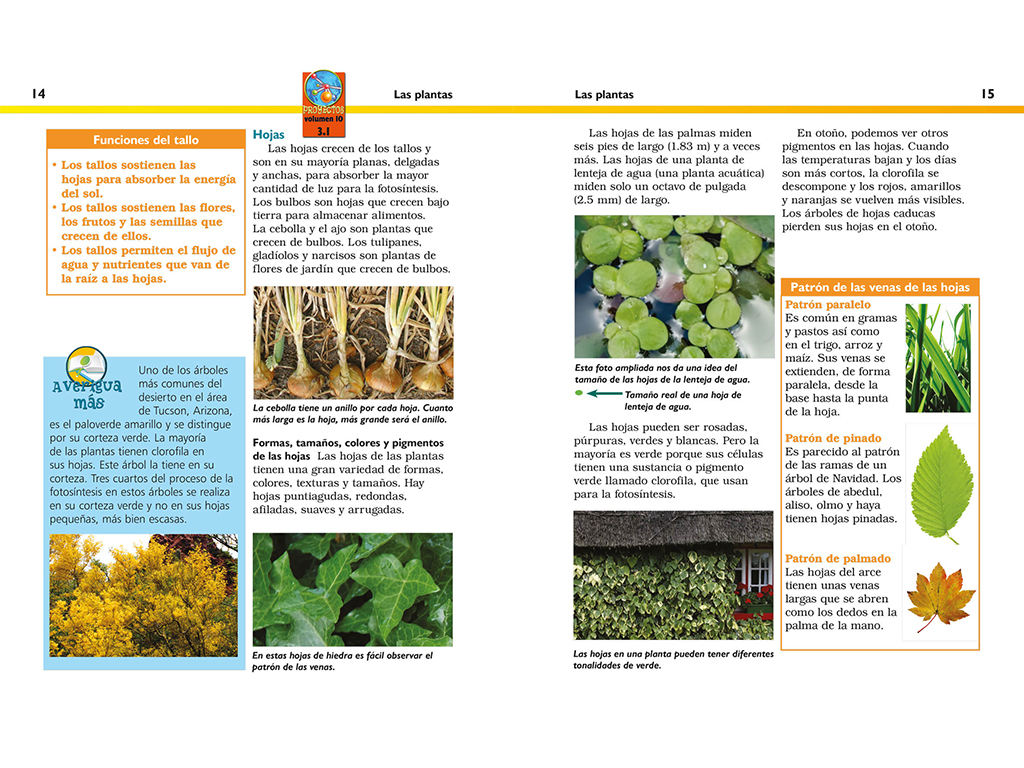 14
Las plantas
PROYECTOS
volumen 10
3.1
Funciones del tallo
• Los tallos sostienen las
hojas para absorber la energía
del sol.
• Los tallos sostienen las flores,
los frutos y las semillas que
crecen de ellos.
• Los tallos permiten el flujo de
agua y nutrientes que van de
la raíz a las hojas.
Averigua
más
Uno de los árboles
más comunes del
desierto en el área
de Tucson, Arizona,
es el paloverde amarillo y se distingue
por su corteza verde. La mayoría
de las plantas tienen clorofila en
sus hojas. Este árbol la tiene en su
corteza. Tres cuartos del proceso de la
fotosíntesis en estos árboles se realiza
en su corteza verde y no en sus hojas
pequeñas, más bien escasas.
Hojas
Las hojas crecen de los tallos y
son en su mayoría planas, delgadas
y anchas, para absorber la mayor
cantidad de luz para la fotosíntesis.
Los bulbos son hojas que crecen bajo
tierra para almacenar alimentos.
La cebolla y el ajo son plantas que
crecen de bulbos. Los tulipanes,
gladíolos y narcisos son plantas de
flores de jardín que crecen de bulbos.
La cebolla tiene un anillo por cada hoja. Cuanto
más larga es la hoja, más grande será el anillo.
Formas, tamaños, colores y pigmentos
de las hojas Las hojas de las plantas
tienen una gran variedad de formas,
colores, texturas y tamaños. Hay
hojas puntiagudas, redondas,
afiladas, suaves y arrugadas.
En estas hojas de hiedra es fácil observar el
patrón de las venas.
Las plantas
15
Las hojas de las palmas miden
seis pies de largo (1.83 m) y a veces
más. Las hojas de una planta de
lenteja de agua (una planta acuática)
miden solo un octavo de pulgada
(2.5 mm) de largo.
Esta foto ampliada nos da una idea del
tamaño de las hojas de la lenteja de agua.
Tamaño real de una hoja de
lenteja de agua.
Las hojas pueden ser rosadas,
púrpuras, verdes y blancas. Pero la
mayoría es verde porque sus células
tienen una sustancia o pigmento
verde llamado clorofila, que usan
para la fotosíntesis.
Las hojas en una planta pueden tener diferentes
tonalidades de verde.
En otoño, podemos ver otros
pigmentos en las hojas. Cuando
las temperaturas bajan y los días
son más cortos, la clorofila se
descompone y los rojos, amarillos
y naranjas se vuelven más visibles.
Los árboles de hojas caducas
pierden sus hojas en el otoño.
Patrón de las venas de las hojas
Patrón paralelo
Es común en gramas
y pastos así como
en el trigo, arroz y
maíz. Sus venas se
extienden, de forma
paralela, desde la
base hasta la punta
de la hoja.
Patrón de pinado
Es parecido al patrón
de las ramas de un
árbol de Navidad. Los
árboles de abedul,
aliso, olmo y haya
tienen hojas pinadas.
Patrón de palmado
Las hojas del arce
tienen unas venas
largas que se abren
como los dedos en la
palma de la mano.